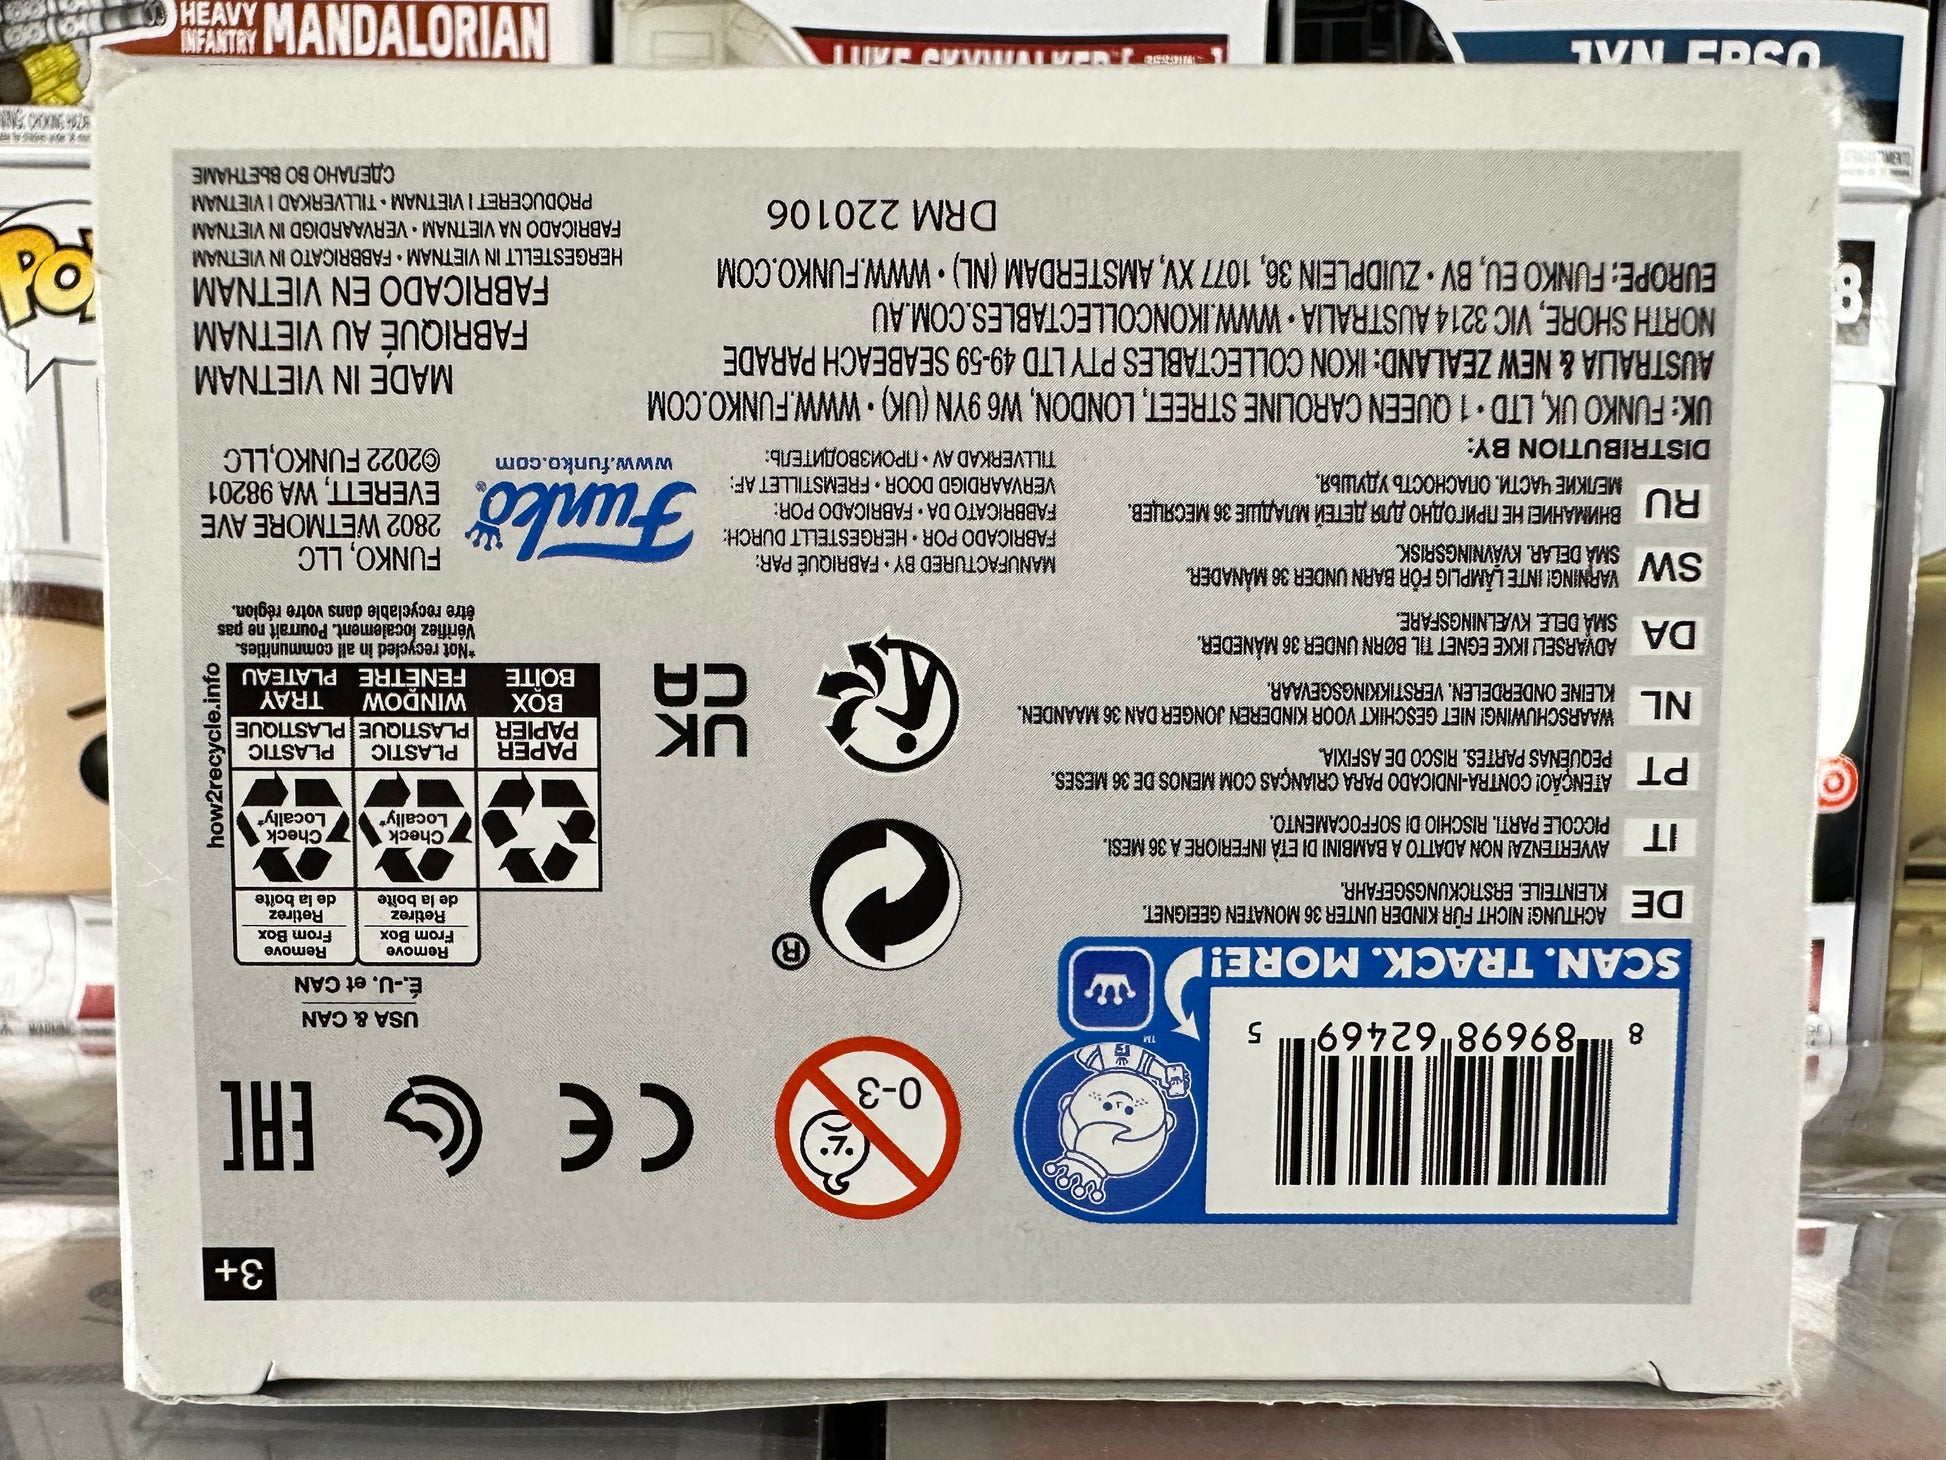 HEAVY
INFANTRY
MANDALORIAN
LUKE SKYWALKER
JYN ERSO
8
3+
8 89698 62469 5
SCAN. TRACK. MORE!
TM
0-3
CE
EAC
USA & CAN
É.-U. et CAN
Remove
From Box
Retirez
de la boîte
Remove
From Box
Retirez
de la boîte
Check
Locally*
Check
Locally*
PAPER
PAPIER
BOX
BOÎTE
PLASTIC
PLASTIQUE
WINDOW
FENÊTRE
PLASTIC
PLASTIQUE
TRAY
PLATEAU
how2recycle.info
*Not recycled in all communities.
Vérifiez localement. Pourrait ne pas
être recyclable dans votre région.
®
UK
CA
DE
ACHTUNG! NICHT FÜR KINDER UNTER 36 MONATEN GEEIGNET.
KLEINTEILE. ERSTICKUNGSGEFAHR.
IT
AVVERTENZA! NON ADATTO A BAMBINI DI ETÀ INFERIORE A 36 MESI.
PICCOLE PARTI. RISCHIO DI SOFFOCAMENTO.
PT
ATENÇÃO! CONTRA-INDICADO PARA CRIANÇAS COM MENOS DE 36 MESES.
PEQUENAS PARTES. RISCO DE ASFIXIA.
NL
WAARSCHUWING! NIET GESCHIKT VOOR KINDEREN JONGER DAN 36 MAANDEN.
KLEINE ONDERDELEN. VERSTIKKINGSGEVAAR.
DA
ADVARSEL! IKKE EGNET TIL BØRN UNDER 36 MÅNEDER.
SMÅ DELE. KVÆLNINGSFARE.
SW
VARNING! INTE LÄMPLIG FÖR BARN UNDER 36 MÅNADER.
SMÅ DELAR. KVÄVNINGSRISK.
RU
ВНИМАНИЕ! НЕ ПРИГОДНО ДЛЯ ДЕТЕЙ МЛАДШЕ 36 МЕСЯЦЕВ.
МЕЛКИЕ ЧАСТИ. ОПАСНОСТЬ УДУШЬЯ.
MANUFACTURED BY • FABRIQUÉ PAR:
FABRICADO POR • HERGESTELLT DURCH:
FABBRICATO DA • FABRICADO POR:
VERVAARDIGD DOOR • FREMSTILLET AF:
TILLVERKAD AV • ПРОИЗВОДИТЕЛЬ:
Funko®
www.funko.com
FUNKO, LLC
2802 WETMORE AVE
EVERETT, WA 98201
©2022 FUNKO,LLC
DISTRIBUTION BY:
UK: FUNKO UK, LTD • 1 QUEEN CAROLINE STREET, LONDON, W6 9YN (UK) • WWW.FUNKO.COM
AUSTRALIA & NEW ZEALAND: IKON COLLECTABLES PTY LTD 49-59 SEABEACH PARADE
NORTH SHORE, VIC 3214 AUSTRALIA • WWW.IKONCOLLECTABLES.COM.AU
EUROPE: FUNKO EU, BV • ZUIDPLEIN 36, 1077 XV, AMSTERDAM (NL) • WWW.FUNKO.COM
DRM 220106
MADE IN VIETNAM
FABRIQUÉ AU VIETNAM
FABRICADO EN VIETNAM
HERGESTELLT IN VIETNAM • FABBRICATO IN VIETNAM
FABRICADO NA VIETNAM • VERVAARDIGD IN VIETNAM
PRODUCERET I VIETNAM • TILLVERKAD I VIETNAM
СДЕЛАНО ВО ВЬЕТНАМЕ